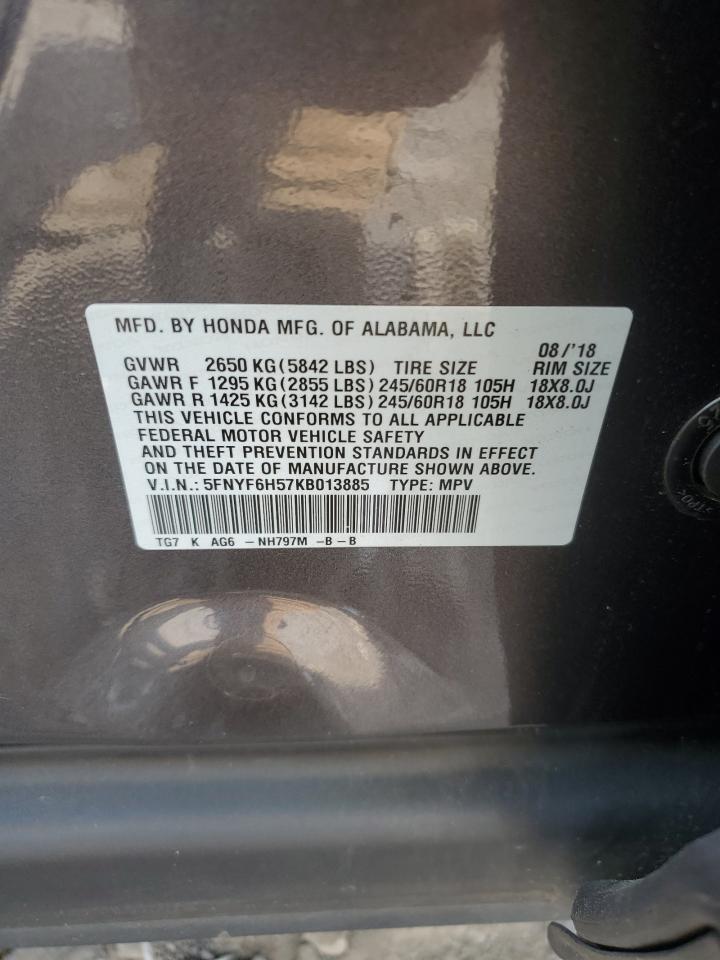 MFD. BY HONDA MFG. OF ALABAMA, LLC
08/'18
GVWR 2650 KG(5842 LBS) TIRE SIZE RIM SIZE
GAWR F 1295 KG(2855 LBS)245/60R18 105H 18X8.0J
GAWR R 1425 KG(3142 LBS)245/60R18 105H 18X8.0J
THIS VEHICLE CONFORMS TO ALL APPLICABLE
FEDERAL MOTOR VEHICLE SAFETY
AND THEFT PREVENTION STANDARDS IN EFFECT
ON THE DATE OF MANUFACTURE SHOWN ABOVE.
V.I.N.: 5FNYF6H57KB013885 TYPE: MPV
TG7 K AG6 -NH797M -B-B